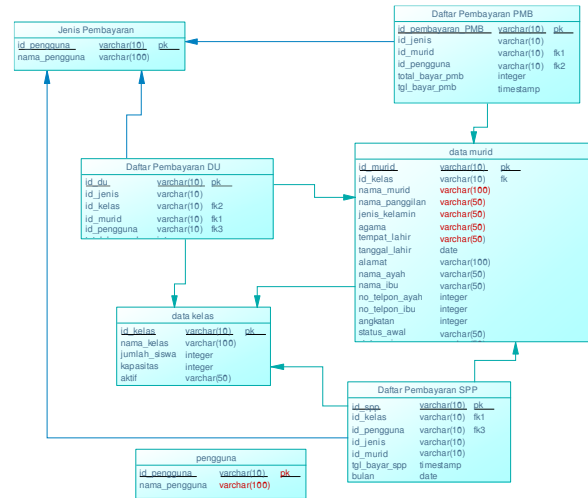 Jenis Pembayaran
id_pengguna varchar(10) pk
nama_pengguna varchar(100)
Daftar Pembayaran PMB
id_pembayaran_PMB varchar(10) pk
id_jenis varchar(10)
id_murid varchar(10) fk1
id_pengguna varchar(10) fk2
total_bayar_pmb integer
tgl_bayar_pmb timestamp
data murid
id_murid varchar(10) pk
id_kelas varchar(10) fk
nama_murid varchar(100)
nama_panggilan varchar(50)
jenis_kelamin varchar(50)
agama varchar(50)
tempat_lahir varchar(50)
tanggal_lahir date
alamat varchar(100)
nama_ayah varchar(50)
nama_ibu varchar(50)
no_telpon_ayah integer
no_telpon_ibu integer
angkatan integer
status_awal varchar(50)
Daftar Pembayaran DU
id_du varchar(10) pk
id_jenis varchar(10)
id_kelas varchar(10) fk2
id_murid varchar(10) fk1
id_pengguna varchar(10) fk3
data kelas
id_kelas varchar(10) pk
nama_kelas varchar(100)
jumlah_siswa integer
kapasitas integer
aktif varchar(50)
Daftar Pembayaran SPP
id_spp varchar(10) pk
id_kelas varchar(10) fk1
id_pengguna varchar(10) fk3
id_jenis varchar(10)
id_murid varchar(10)
tgl_bayar_spp timestamp
bulan date
pengguna
id_pengguna varchar(10) pk
nama_pengguna varchar(100)